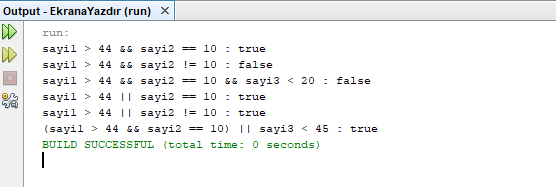 Output - EkranaYazdır (run) ×
run:
sayi1 > 44 && sayi2 == 10 : true
sayi1 > 44 && sayi2 != 10 : false
sayi1 > 44 && sayi2 == 10 && sayi3 < 20 : false
sayi1 > 44 || sayi2 == 10 : true
sayi1 > 44 || sayi2 != 10 : true
(sayi1 > 44 && sayi2 == 10) || sayi3 < 45 : true
BUILD SUCCESSFUL (total time: 0 seconds)